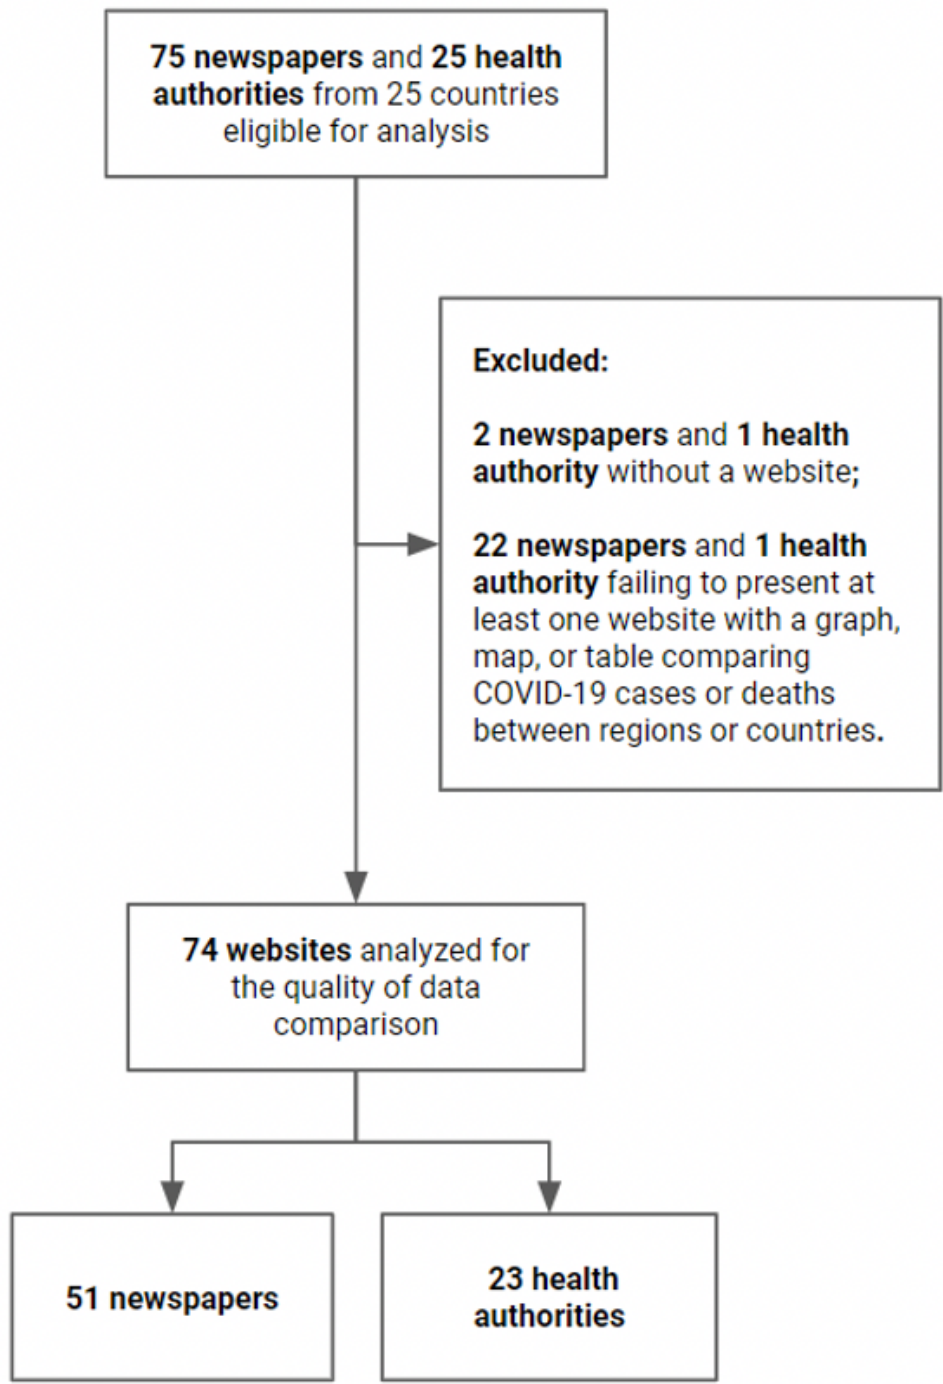 75 newspapers and 25 health
authorities from 25 countries
eligible for analysis
Excluded:
2 newspapers and 1 health
authority without a website;
22 newspapers and 1 health
authority failing to present at
least one website with a graph,
map, or table comparing
COVID-19 cases or deaths
between regions or countries.
74 websites analyzed for
the quality of data
comparison
51 newspapers
23 health
authorities